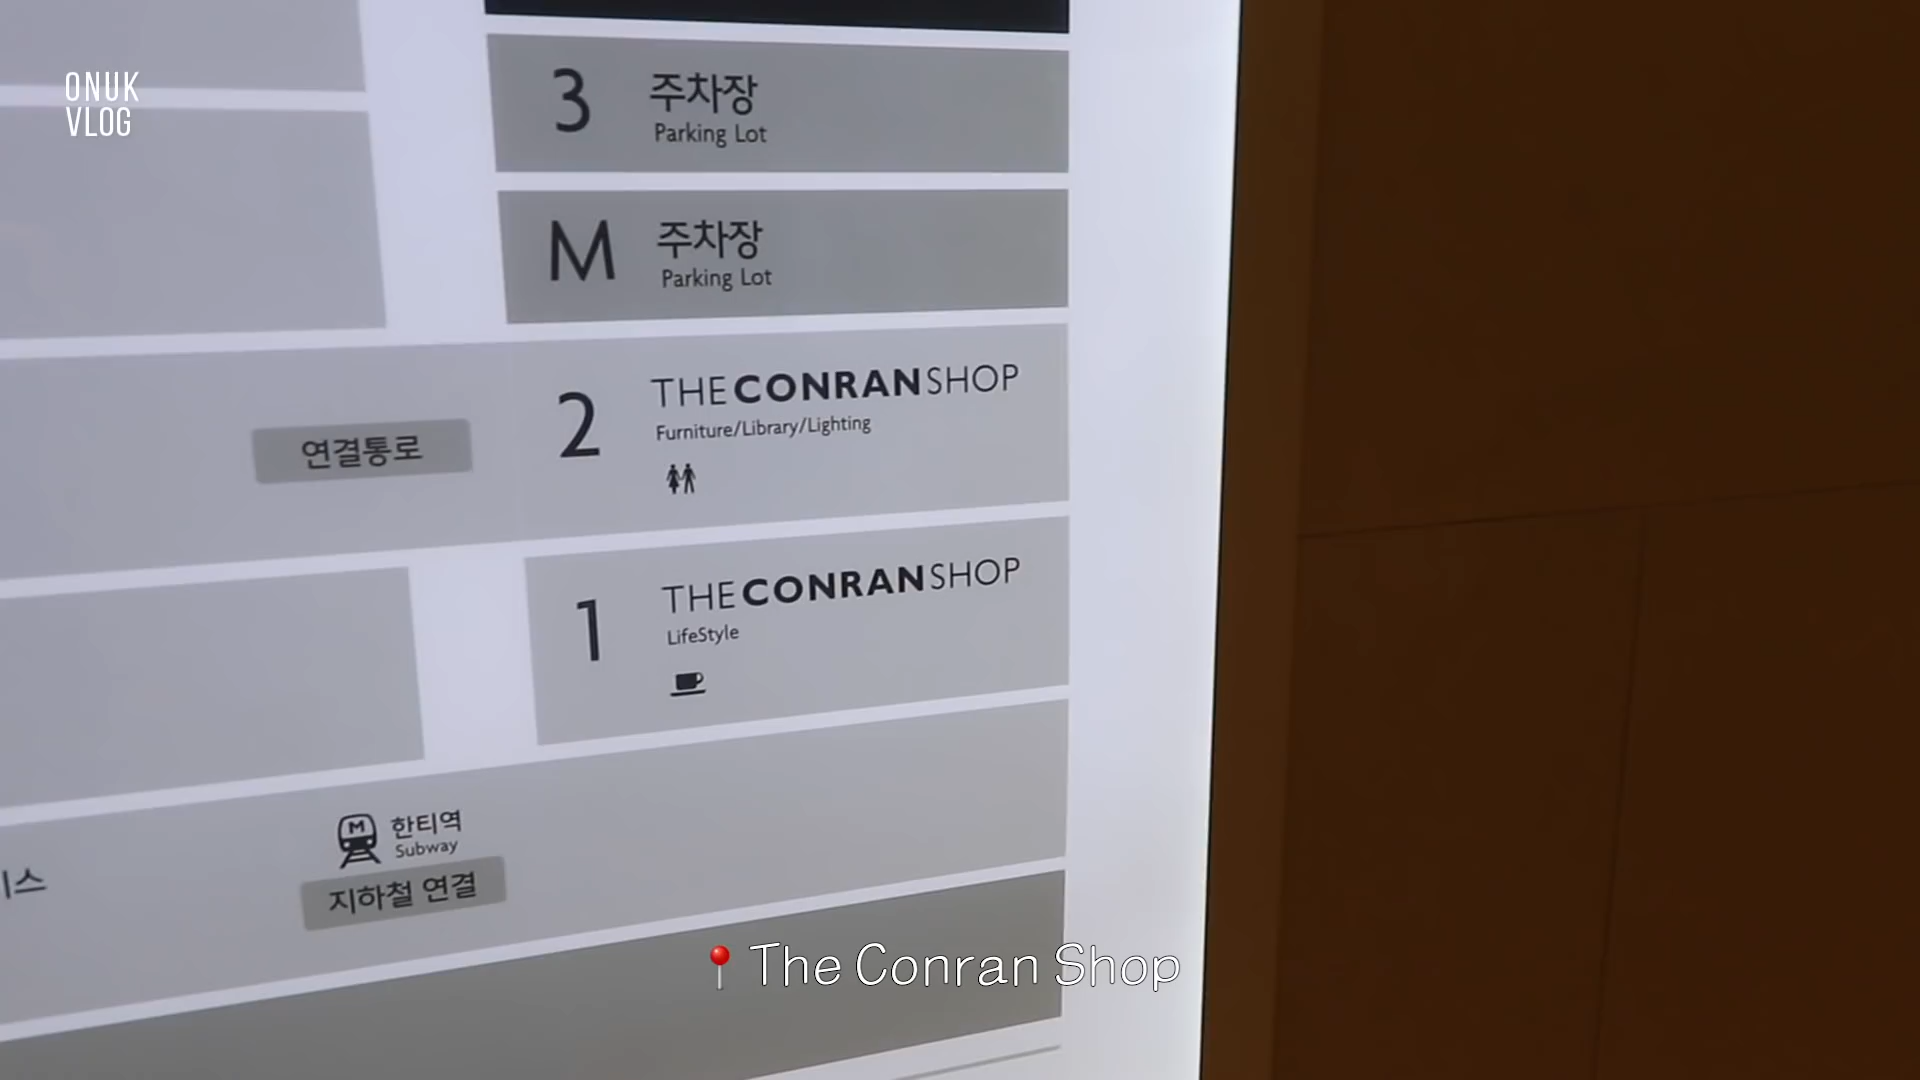 ONUK
VLOG
3
주차장
Parking Lot
M
주차장
Parking Lot
연결통로
2
THE CONRAN SHOP
Furniture/Library/Lighting
1
THE CONRAN SHOP
LifeStyle
M
한티역
Subway
지하철 연결
📍The Conran Shop